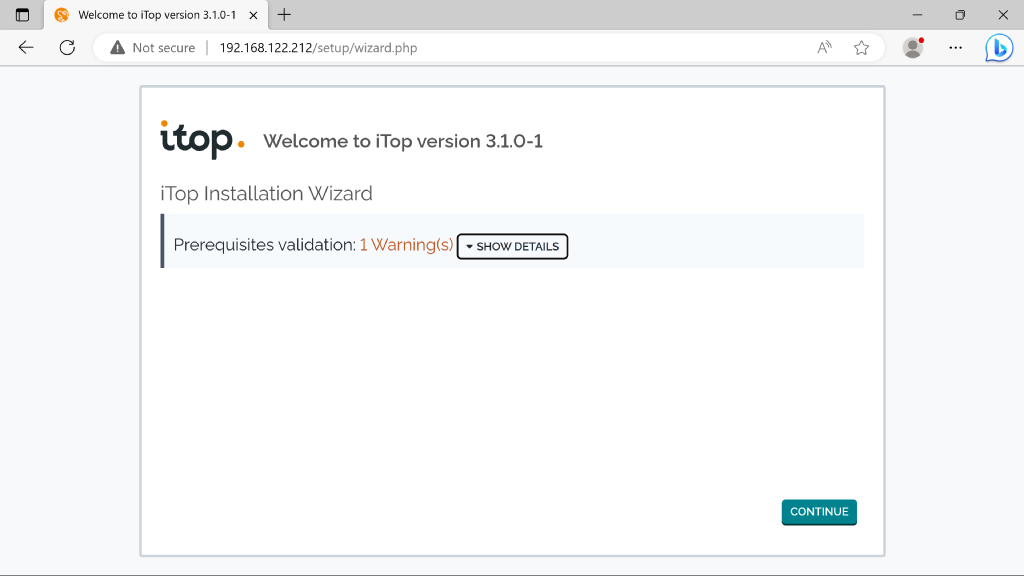 Welcome to iTop version 3.1.0-1
Not secure
192.168.122.212/setup/wizard.php
itop
Welcome to iTop version 3.1.0-1
iTop Installation Wizard
Prerequisites validation: 1 Warning(s) SHOW DETAILS
CONTINUE